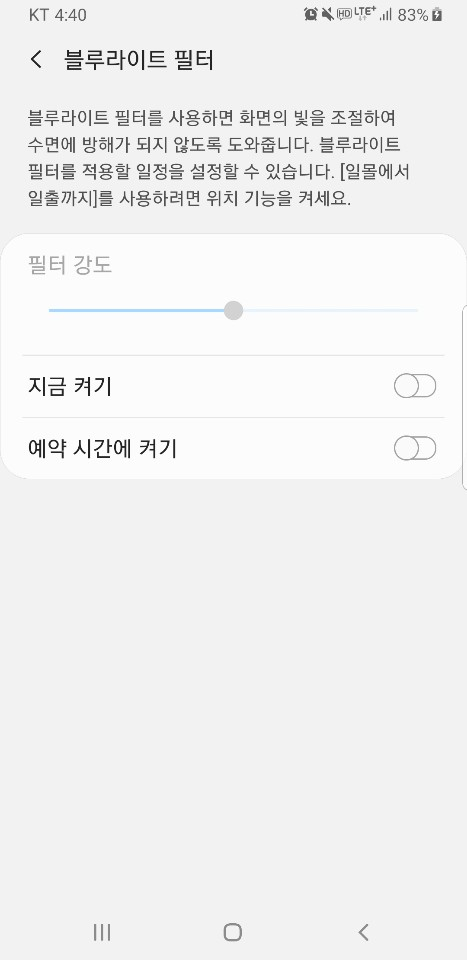 KT 4:40 HD LTE+ 83%
블루라이트 필터
블루라이트 필터를 사용하면 화면의 빛을 조절하여
수면에 방해가 되지 않도록 도와줍니다. 블루라이트
필터를 적용할 일정을 설정할 수 있습니다. [일몰에서
일출까지]를 사용하려면 위치 기능을 켜세요.
필터 강도
지금 켜기
예약 시간에 켜기